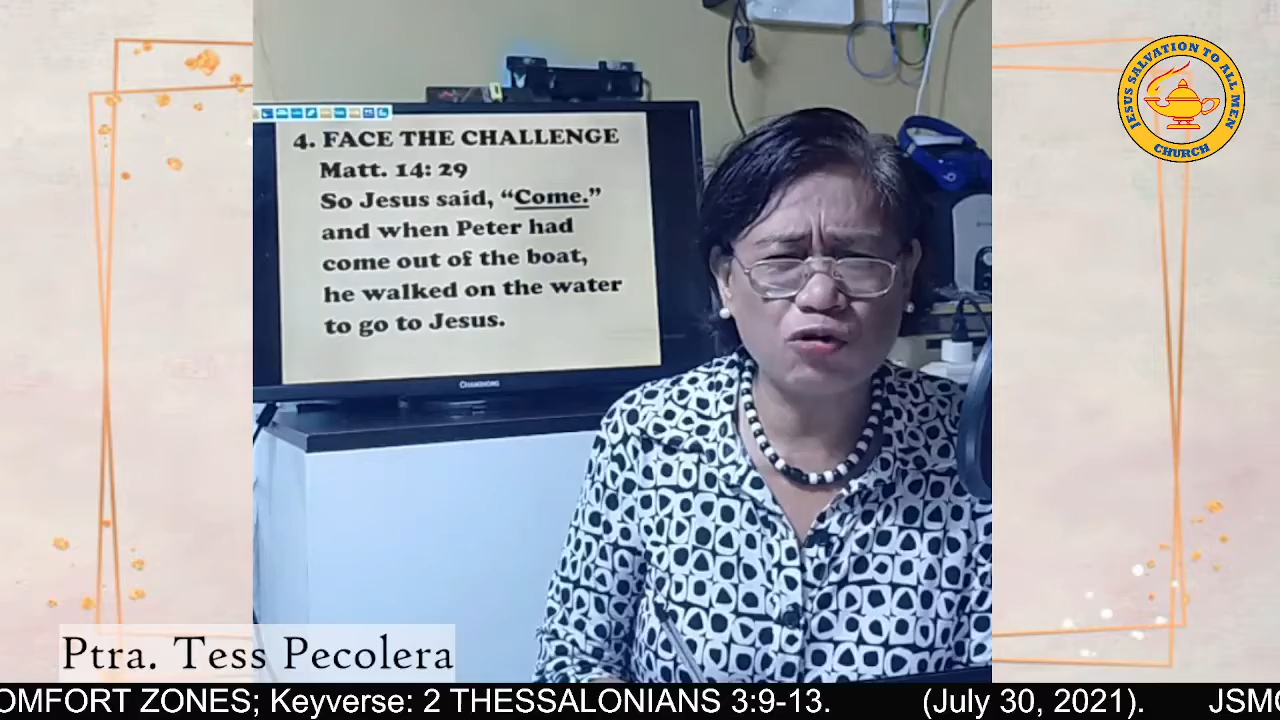 4. FACE THE CHALLENGE
Matt. 14: 29
So Jesus said, “Come.”
and when Peter had
come out of the boat,
he walked on the water
to go to Jesus.
CHANGHONG
JESUS SALVATION TO ALL MEN
CHURCH
Ptra. Tess Pecolera
OMFORT ZONES; Keyverse: 2 THESSALONIANS 3:9-13. (July 30, 2021). JSMC